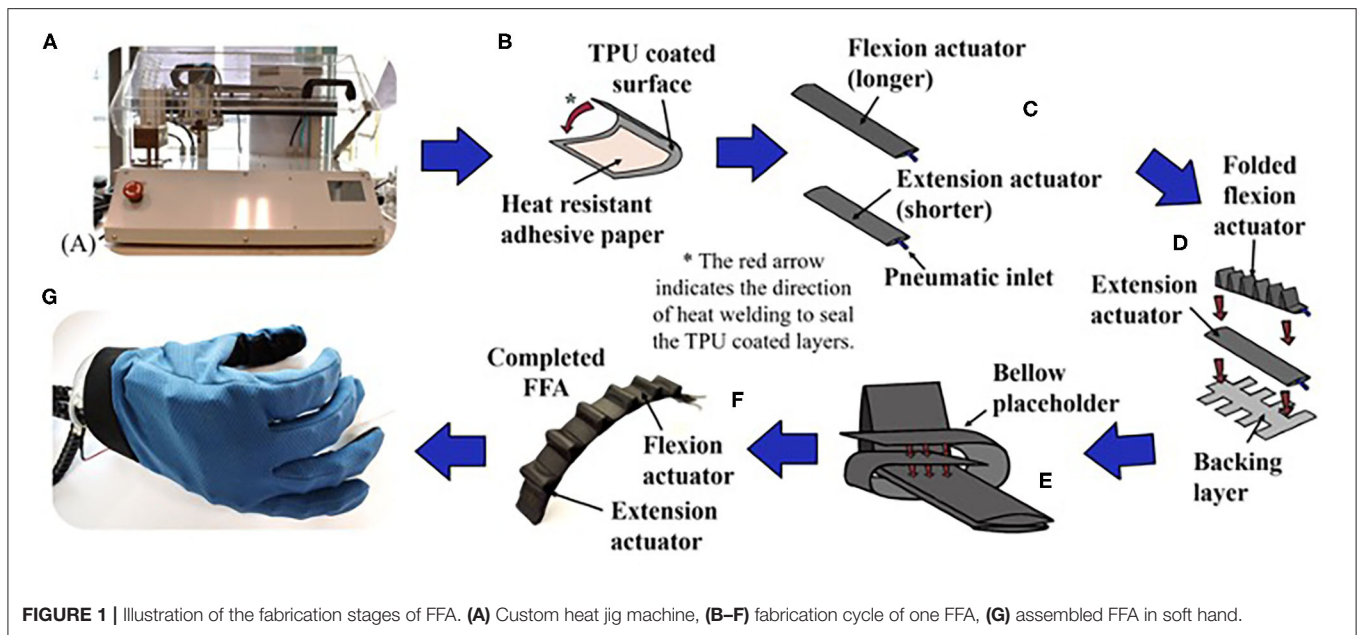 A
(A)
B
TPU coated
surface
*
Heat resistant
adhesive paper
* The red arrow
indicates the direction
of heat welding to seal
the TPU coated layers.
C
Flexion actuator
(longer)
Extension actuator
(shorter)
Pneumatic inlet
Folded
flexion
actuator
D
Extension
actuator
Backing
layer
Bellow
placeholder
E
Completed
FFA
F
Flexion
actuator
Extension
actuator
G
FIGURE 1 | Illustration of the fabrication stages of FFA. (A) Custom heat jig machine, (B–F) fabrication cycle of one FFA, (G) assembled FFA in soft hand.